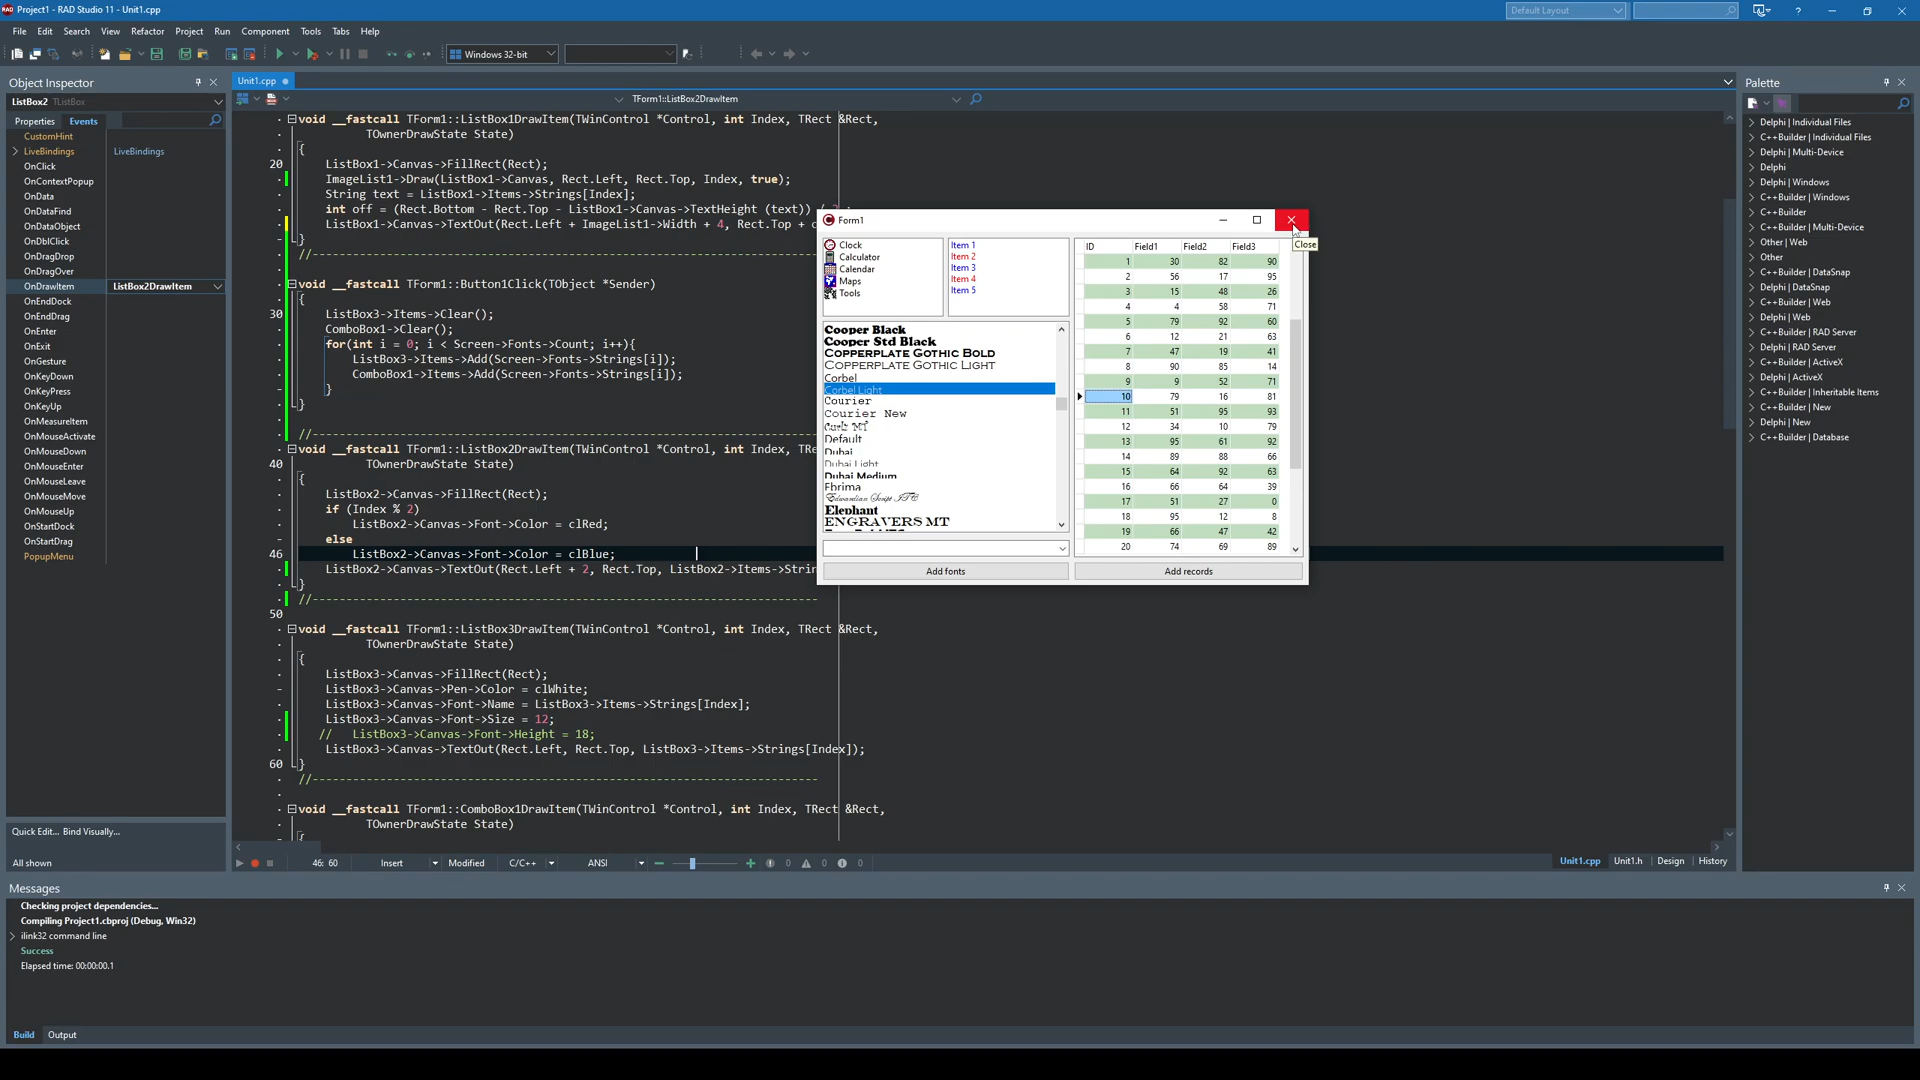 Project1 - RAD Studio 11 - Unit1.cpp
Default Layout
File Edit Search View Refactor Project Run Component Tools Tabs Help
Windows 32-bit
Object Inspector
ListBox2 TListBox
Properties Events
CustomHint
LiveBindings LiveBindings
OnClick
OnContextPopup
OnData
OnDataFind
OnDataObject
OnDblClick
OnDragDrop
OnDragOver
OnDrawItem ListBox2DrawItem
OnEndDock
OnEndDrag
OnEnter
OnExit
OnGesture
OnKeyDown
OnKeyPress
OnKeyUp
OnMeasureItem
OnMouseActivate
OnMouseDown
OnMouseEnter
OnMouseLeave
OnMouseMove
OnMouseUp
OnStartDock
OnStartDrag
PopupMenu
Quick Edit... Bind Visually...
All shown
Unit1.cpp
TForm1::ListBox2DrawItem
void __fastcall TForm1::ListBox1DrawItem(TWinControl *Control, int Index, TRect &Rect,
TOwnerDrawState State)
{
20 ListBox1->Canvas->FillRect(Rect);
ImageList1->Draw(ListBox1->Canvas, Rect.Left, Rect.Top, Index, true);
String text = ListBox1->Items->Strings[Index];
int off = (Rect.Bottom - Rect.Top - ListBox1->Canvas->TextHeight (text)) /
ListBox1->Canvas->TextOut(Rect.Left + ImageList1->Width + 4, Rect.Top +
}
//
void __fastcall TForm1::Button1Click(TObject *Sender)
{
30 ListBox3->Items->Clear();
ComboBox1->Clear();
for(int i = 0; i < Screen->Fonts->Count; i++){
ListBox3->Items->Add(Screen->Fonts->Strings[i]);
ComboBox1->Items->Add(Screen->Fonts->Strings[i]);
}
}
//
void __fastcall TForm1::ListBox2DrawItem(TWinControl *Control, int Index, TRe
40 TOwnerDrawState State)
{
ListBox2->Canvas->FillRect(Rect);
if (Index % 2)
ListBox2->Canvas->Font->Color = clRed;
else
46 ListBox2->Canvas->Font->Color = clBlue;
ListBox2->Canvas->TextOut(Rect.Left + 2, Rect.Top, ListBox2->Items->Strin
}
//
50
void __fastcall TForm1::ListBox3DrawItem(TWinControl *Control, int Index, TRect &Rect,
TOwnerDrawState State)
{
ListBox3->Canvas->FillRect(Rect);
ListBox3->Canvas->Pen->Color = clWhite;
ListBox3->Canvas->Font->Name = ListBox3->Items->Strings[Index];
ListBox3->Canvas->Font->Size = 12;
// ListBox3->Canvas->Font->Height = 18;
ListBox3->Canvas->TextOut(Rect.Left, Rect.Top, ListBox3->Items->Strings[Index]);
60 }
//
void __fastcall TForm1::ComboBox1DrawItem(TWinControl *Control, int Index, TRect &Rect,
TOwnerDrawState State)
{
46: 60 Insert Modified C/C++ ANSI 0 0 0
Unit1.cpp Unit1.h Design History
Form1
Close
Clock
Calculator
Calendar
Maps
Tools
Item 1
Item 2
Item 3
Item 4
Item 5
Cooper Black
Cooper Std Black
Copperplate Gothic Bold
Copperplate Gothic Light
Corbel
Corbel Light
Courier
Courier New
Curlz MT
Default
Dubai
Dubai Light
Dubai Medium
Ebrima
Edwardian Script ITC
Elephant
Engravers MT
Add fonts
ID Field1 Field2 Field3
1 30 82 90
2 56 17 95
3 15 48 26
4 4 58 71
5 79 92 60
6 12 21 63
7 47 19 41
8 90 85 14
9 9 52 71
10 79 16 81
11 51 95 93
12 34 10 79
13 95 61 92
14 89 88 66
15 64 92 63
16 66 64 39
17 51 27 0
18 95 12 8
19 66 47 42
20 74 69 89
Add records
Palette
Delphi | Individual Files
C++Builder | Individual Files
Delphi | Multi-Device
Delphi
Delphi | Windows
C++Builder | Windows
C++Builder
C++Builder | Multi-Device
Other | Web
Other
C++Builder | DataSnap
Delphi | DataSnap
C++Builder | Web
Delphi | Web
C++Builder | RAD Server
Delphi | RAD Server
C++Builder | ActiveX
Delphi | ActiveX
C++Builder | Inheritable Items
C++Builder | New
Delphi | New
C++Builder | Database
Messages
Checking project dependencies...
Compiling Project1.cbproj (Debug, Win32)
ilink32 command line
Success
Elapsed time: 00:00:00.1
Build Output